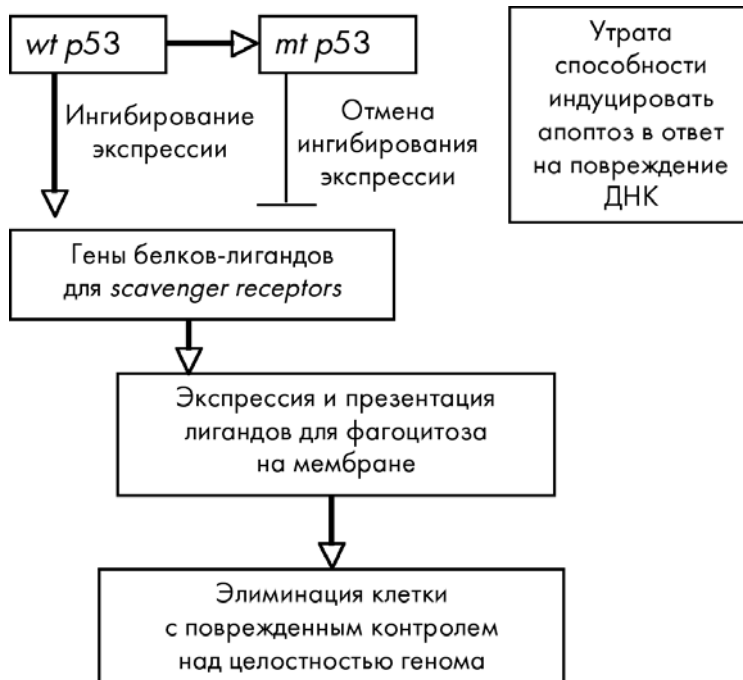 wt p53
mt p53
Ингибирование
экспрессии
Отмена
ингибирования
экспрессии
Утрата
способности
индуцировать
апоптоз в ответ
на повреждение
ДНК
Гены белков-лигандов
для scavenger receptors
Экспрессия и презентация
лигандов для фагоцитоза
на мембране
Элиминация клетки
с поврежденным контролем
над целостностью генома